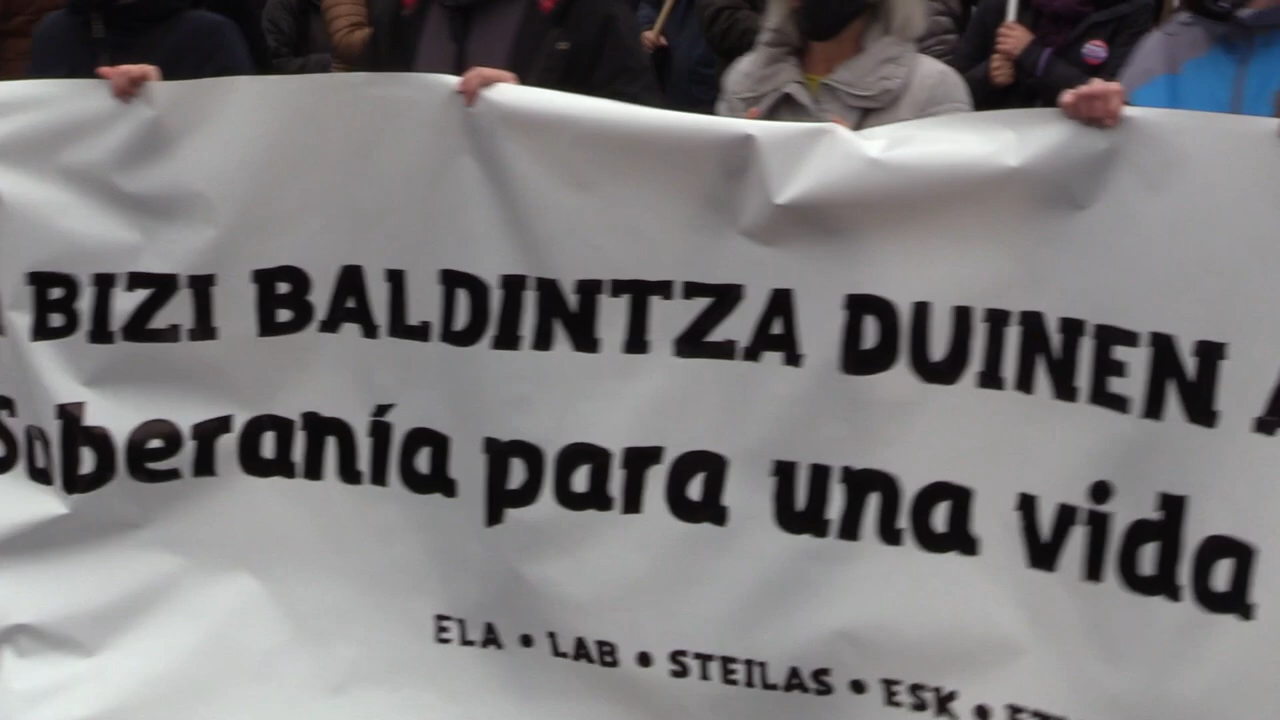 BIZI BALDINTZA DUINEN
Soberanía para una vida
ELA • LAB • STEILAS • ESK •